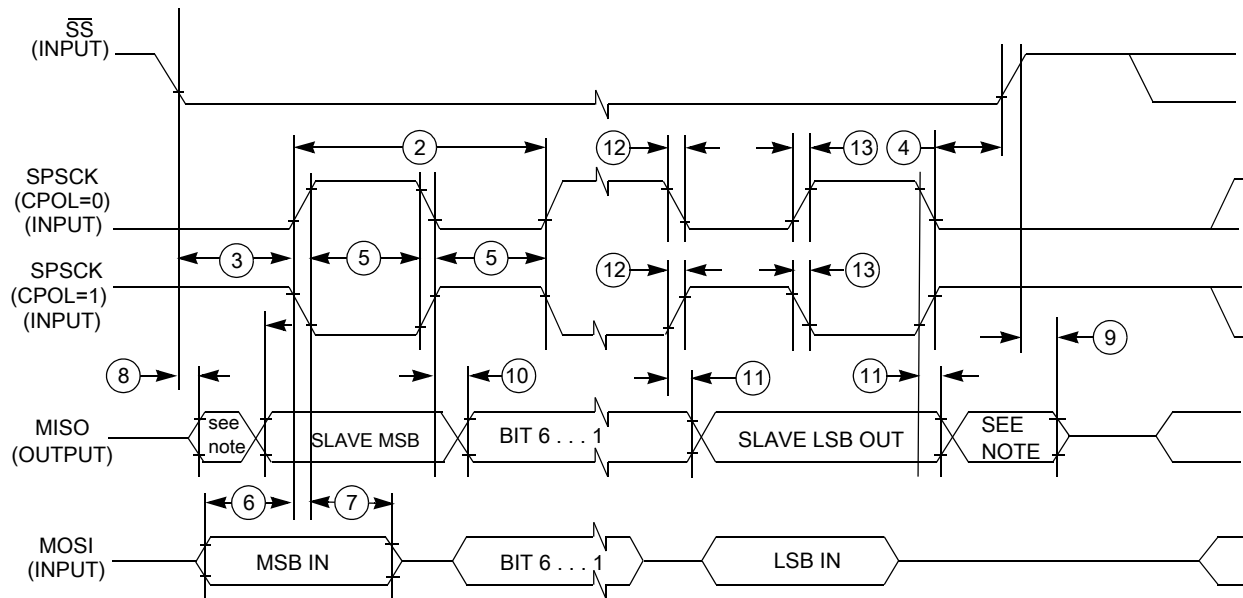 SS
(INPUT)
2
12
13
4
SPSCK
(CPOL=0)
(INPUT)
3
5
5
SPSCK
(CPOL=1)
(INPUT)
12
13
8
10
11
11
9
MISO
(OUTPUT)
see
note
SLAVE MSB
BIT 6 . . . 1
SLAVE LSB OUT
SEE
NOTE
6
7
MOSI
(INPUT)
MSB IN
BIT 6 . . . 1
LSB IN